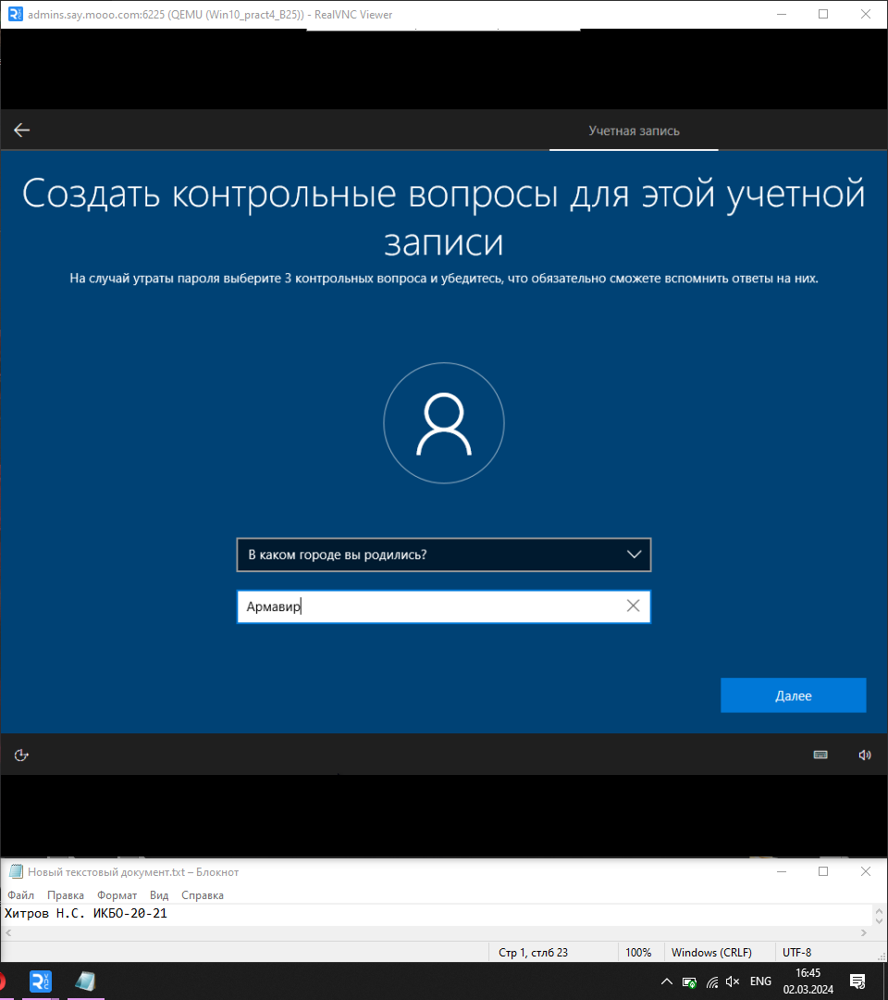 admins.say.mooo.com:6225 (QEMU (Win10_pract4_B25)) - RealVNC Viewer
Учетная запись
Создать контрольные вопросы для этой учетной
записи
На случай утраты пароля выберите 3 контрольных вопроса и убедитесь, что обязательно сможете вспомнить ответы на них.
В каком городе вы родились?
Армавир
Далее
Новый текстовый документ.txt – Блокнот
Файл Правка Формат Вид Справка
Хитров Н.С. ИКБО-20-21
Стр 1, стлб 23 100% Windows (CRLF) UTF-8
ENG 16:45
02.03.2024